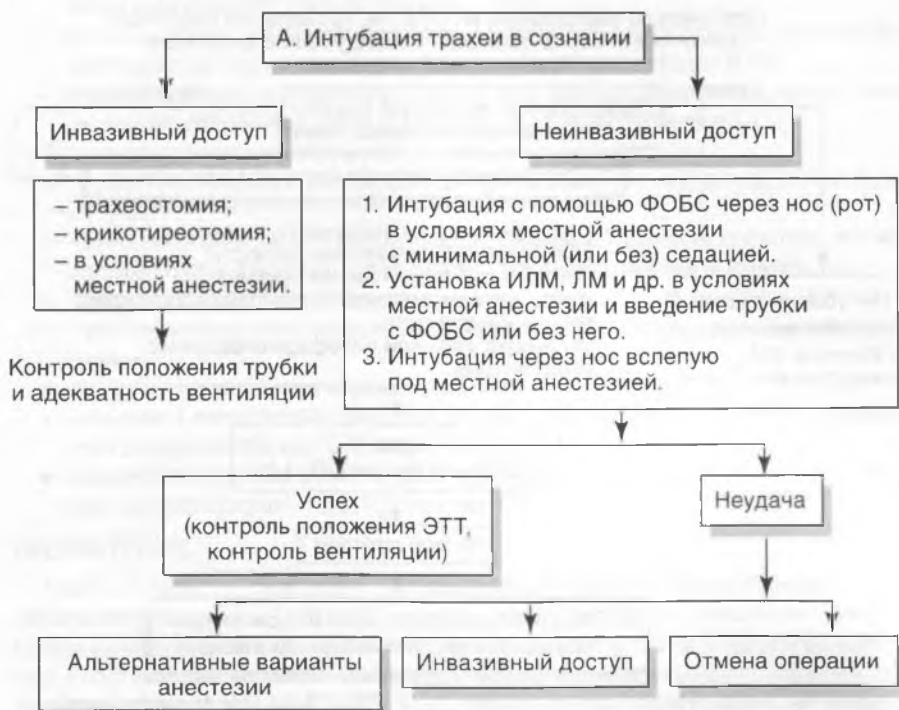 А. Интубация трахеи в сознании
Инвазивный доступ
Неинвазивный доступ
– трахеостомия;
– крикотиреотомия;
– в условиях
местной анестезии.
Контроль положения трубки
и адекватность вентиляции
1. Интубация с помощью ФОБС через нос (рот)
в условиях местной анестезии
с минимальной (или без) седацией.
2. Установка ИЛМ, ЛМ и др. в условиях
местной анестезии и введение трубки
с ФОБС или без него.
3. Интубация через нос вслепую
под местной анестезией.
Успех
(контроль положения ЭТТ,
контроль вентиляции)
Неудача
Альтернативные варианты
анестезии
Инвазивный доступ
Отмена операции